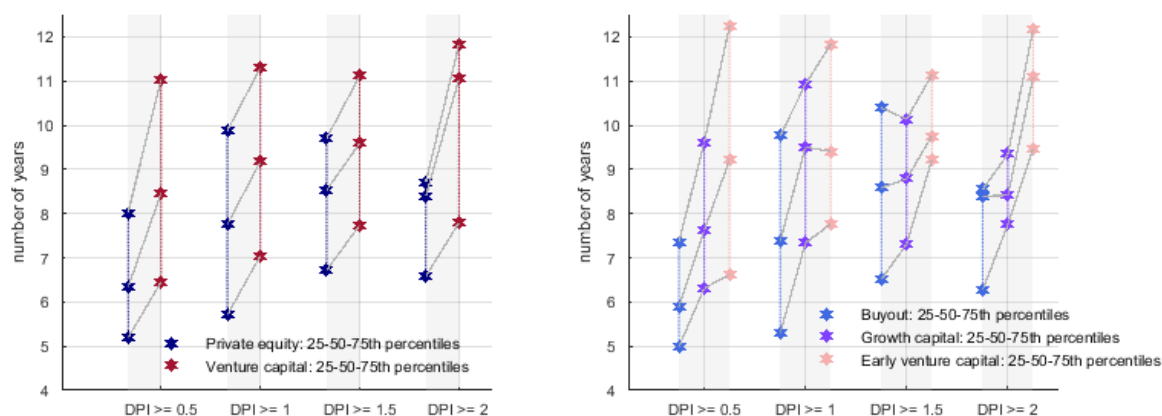 number of years
12
11
10
9
8
7
6
5
4
Private equity: 25-50-75th percentiles
Venture capital: 25-50-75th percentiles
DPI >= 0.5 DPI >= 1 DPI >= 1.5 DPI >= 2
number of years
12
11
10
9
8
7
6
5
4
Buyout: 25-50-75th percentiles
Growth capital: 25-50-75th percentiles
Early venture capital: 25-50-75th percentiles
DPI >= 0.5 DPI >= 1 DPI >= 1.5 DPI >= 2